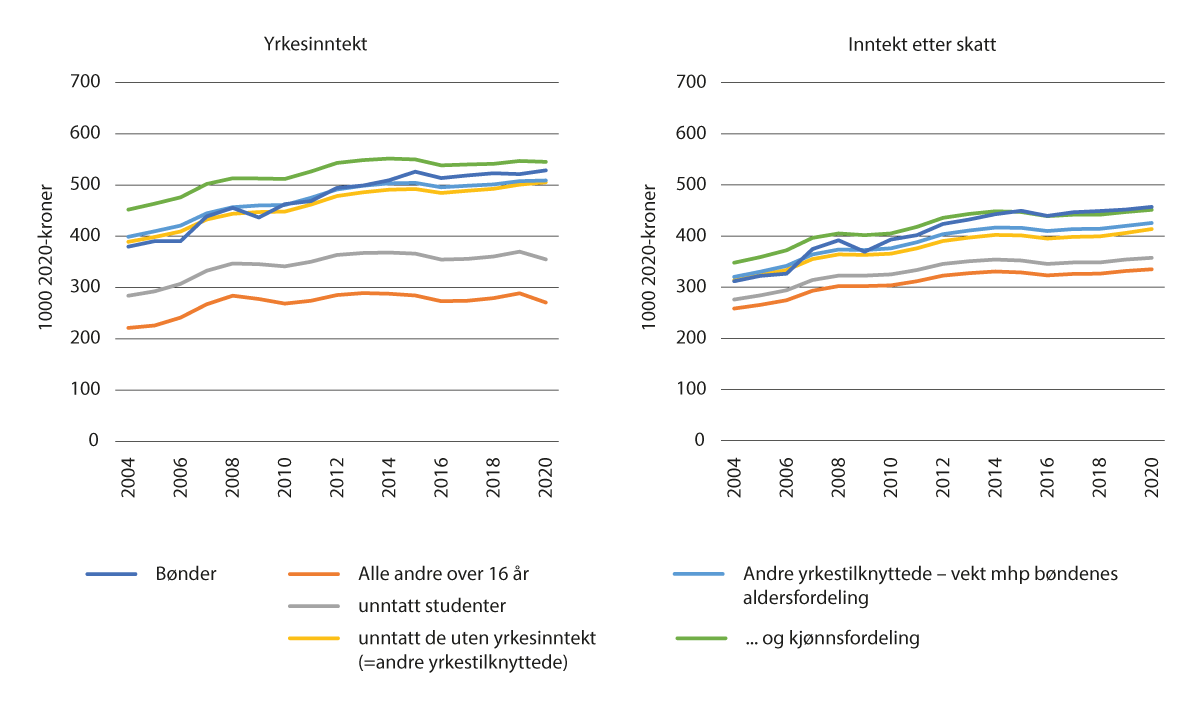 Yrkesinntekt
1000 2020-kroner
700
600
500
400
300
200
100
0
2004
2006
2008
2010
2012
2014
2016
2018
2020
Inntekt etter skatt
1000 2020-kroner
700
600
500
400
300
200
100
0
2004
2006
2008
2010
2012
2014
2016
2018
2020
Bønder
Alle andre over 16 år
unntatt studenter
unntatt de uten yrkesinntekt
(=andre yrkestilknyttede)
Andre yrkestilknyttede – vekt mhp bøndenes
aldersfordeling
... og kjønnsfordeling